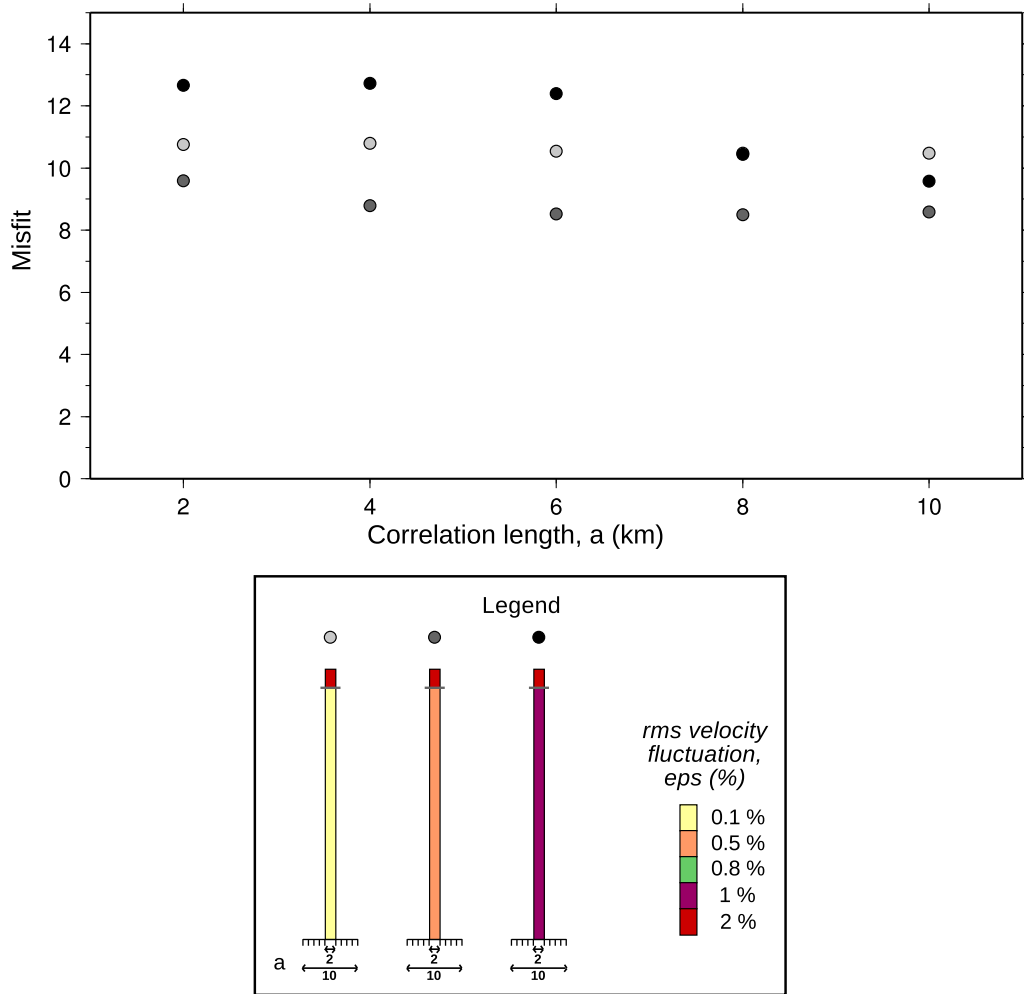 14
12
10
8
6
4
2
0
Misfit
2 4 6 8 10
Correlation length, a (km)
Legend
rms velocity
fluctuation,
eps (%)
0.1 %
0.5 %
0.8 %
1 %
2 %
a
2 2 2
10 10 10